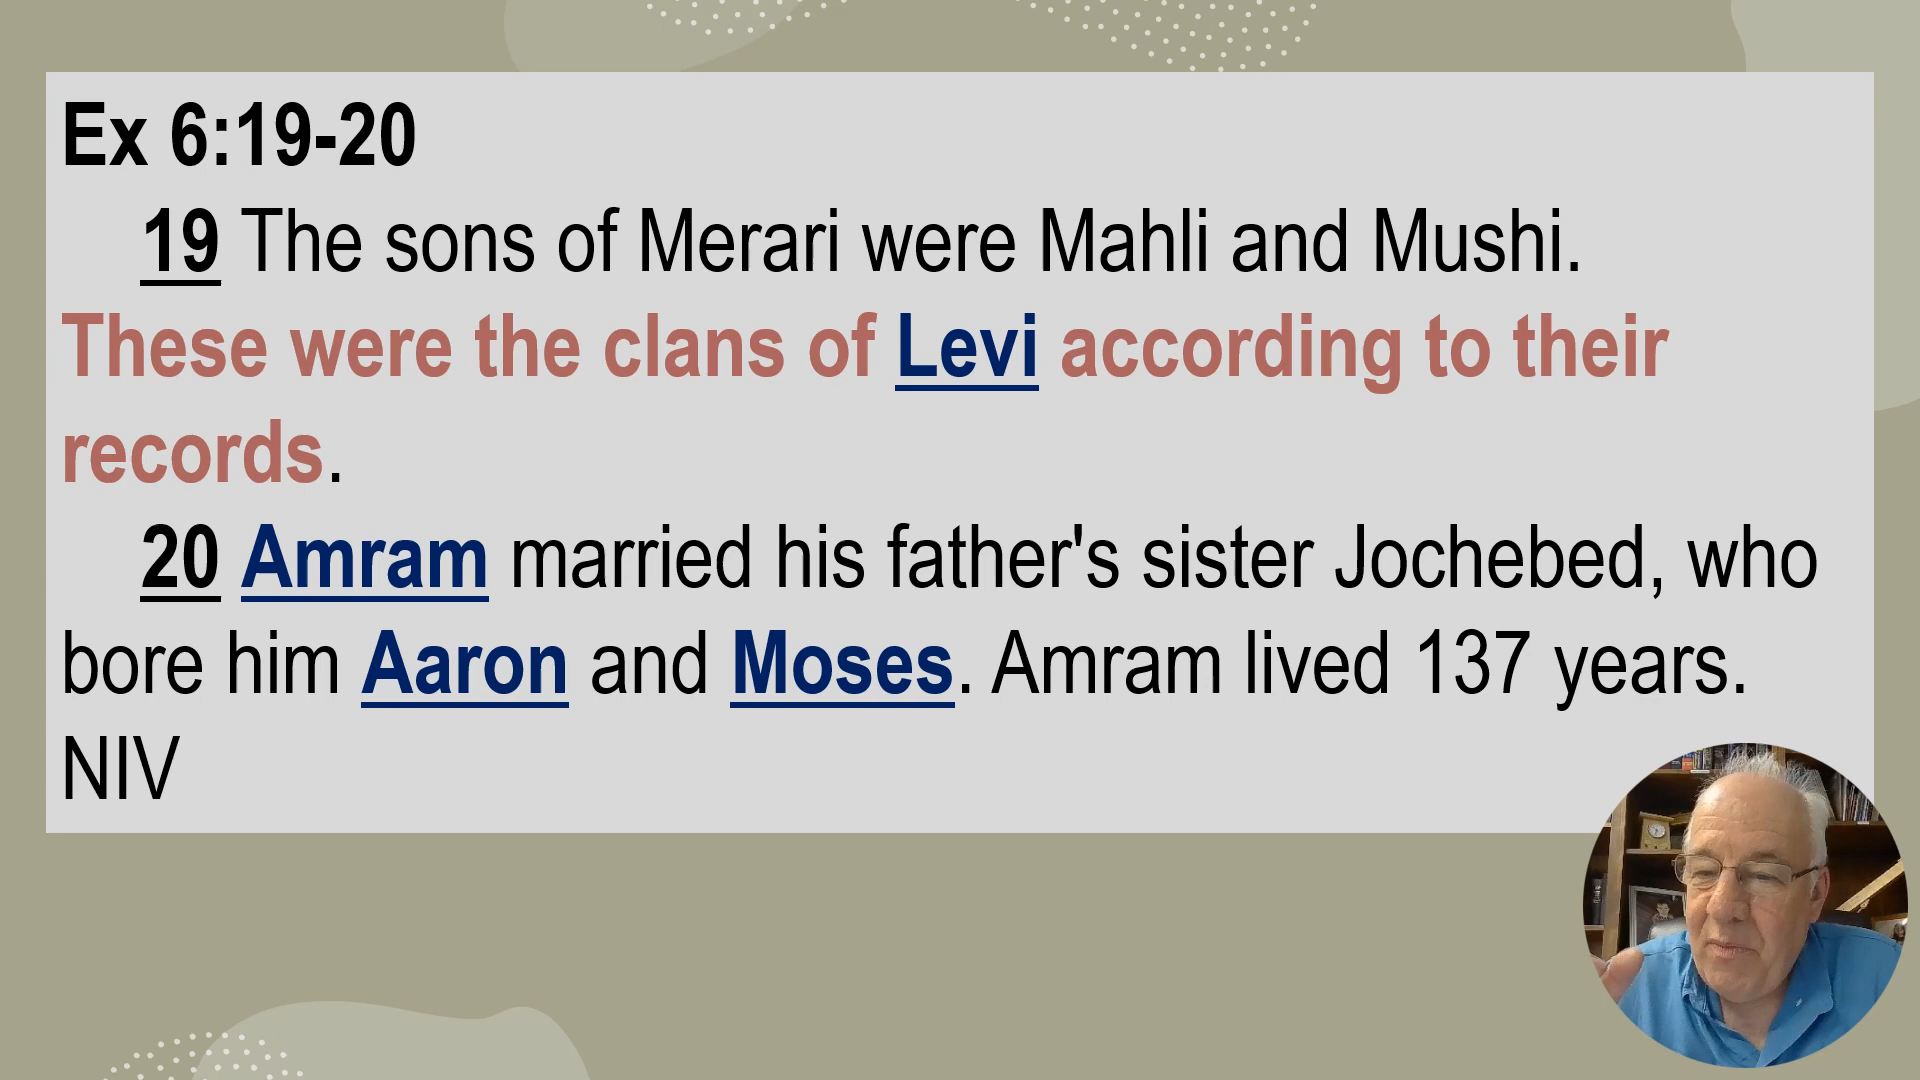 Ex 6:19-20
19 The sons of Merari were Mahli and Mushi.
These were the clans of Levi according to their
records.
20 Amram married his father's sister Jochebed, who
bore him Aaron and Moses. Amram lived 137 years.
NIV